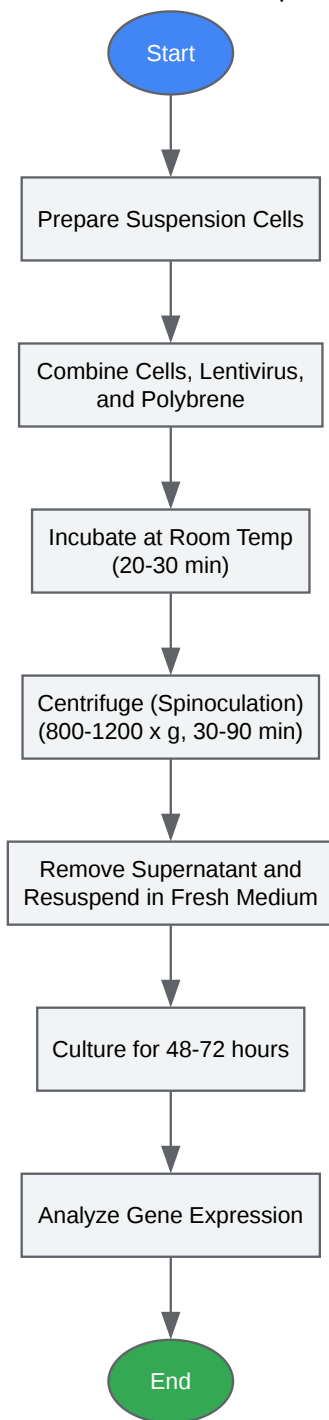 Start
Prepare Suspension Cells
Combine Cells, Lentivirus,
and Polybrene
Incubate at Room Temp
(20-30 min)
Centrifuge (Spinoculation)
(800-1200 x g, 30-90 min)
Remove Supernatant and
Resuspend in Fresh Medium
Culture for 48-72 hours
Analyze Gene Expression
End